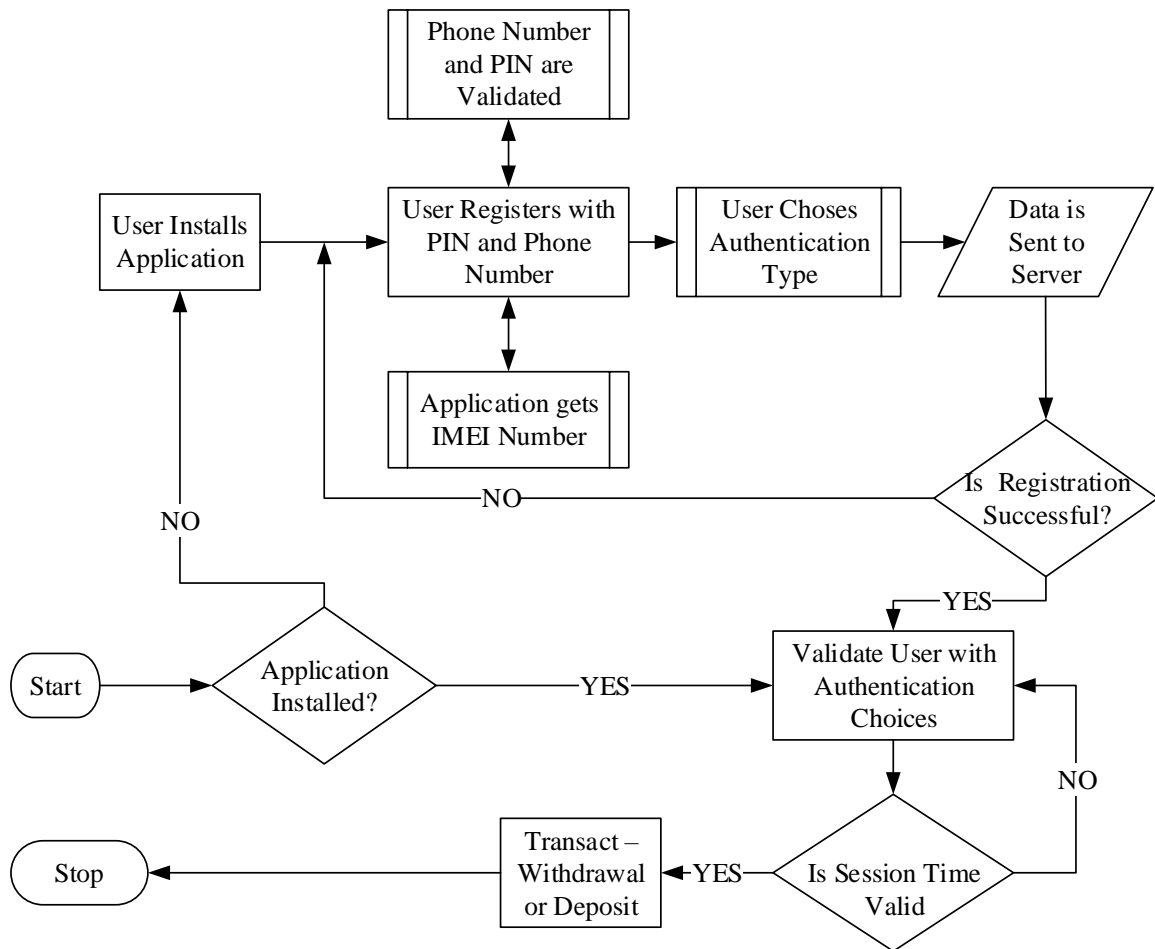 Phone Number
and PIN are
Validated
User Installs
Application
User Registers with
PIN and Phone
Number
User Choses
Authentication
Type
Data is
Sent to
Server
Application gets
IMEI Number
NO
Is Registration
Successful?
NO
YES
Start
Application
Installed?
YES
Validate User with
Authentication
Choices
NO
Stop
Transact –
Withdrawal
or Deposit
YES
Is Session Time
Valid